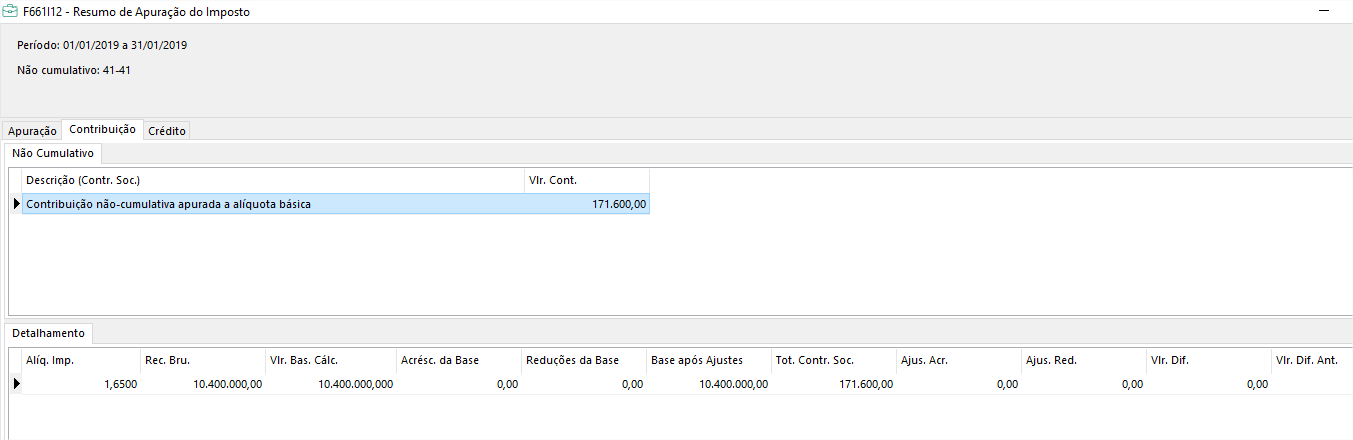 F661I12 - Resumo de Apuração do Imposto
Período: 01/01/2019 a 31/01/2019
Não cumulativo: 41-41
Apuração Contribuição Crédito
Não Cumulativo
Descrição (Contr. Soc.) Vlr. Cont.
Contribuição não-cumulativa apurada a alíquota básica 171.600,00
Detalhamento
Alíq. Imp. Rec. Bru. Vlr. Bas. Cálc. Acrésc. da Base Reduções da Base Base após Ajustes Tot. Contr. Soc. Ajus. Acr. Ajus. Red. Vlr. Dif. Vlr. Dif. Ant.
1,6500 10.400.000,00 10.400.000,000 0,00 0,00 10.400.000,00 171.600,00 0,00 0,00 0,00